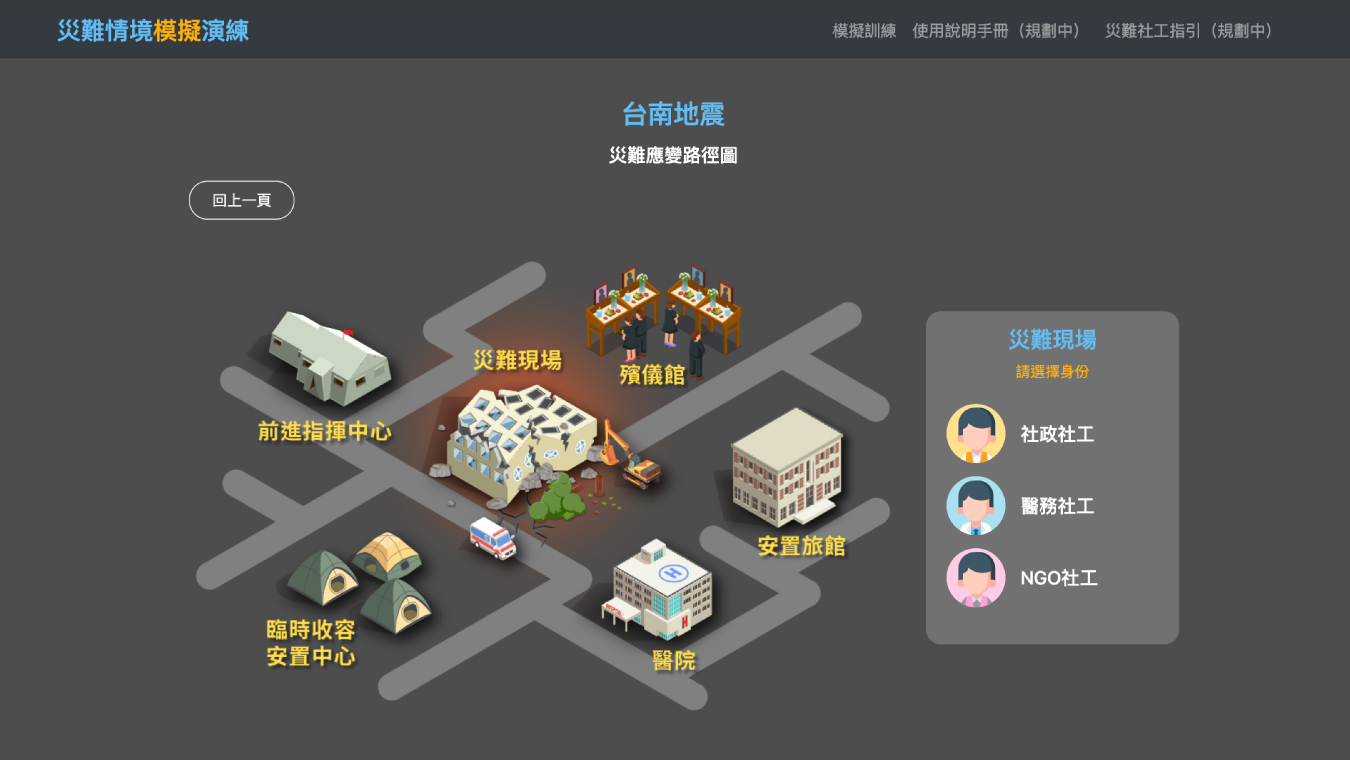 災難情境模擬演練
模擬訓練 使用說明手冊（規劃中） 災難社工指引（規劃中）
台南地震
災難應變路徑圖
回上一頁
災難現場
殯儀館
前進指揮中心
安置旅館
臨時收容
安置中心
醫院
H
HOSPITAL
H
災難現場
請選擇身份
社政社工
醫務社工
NGO社工